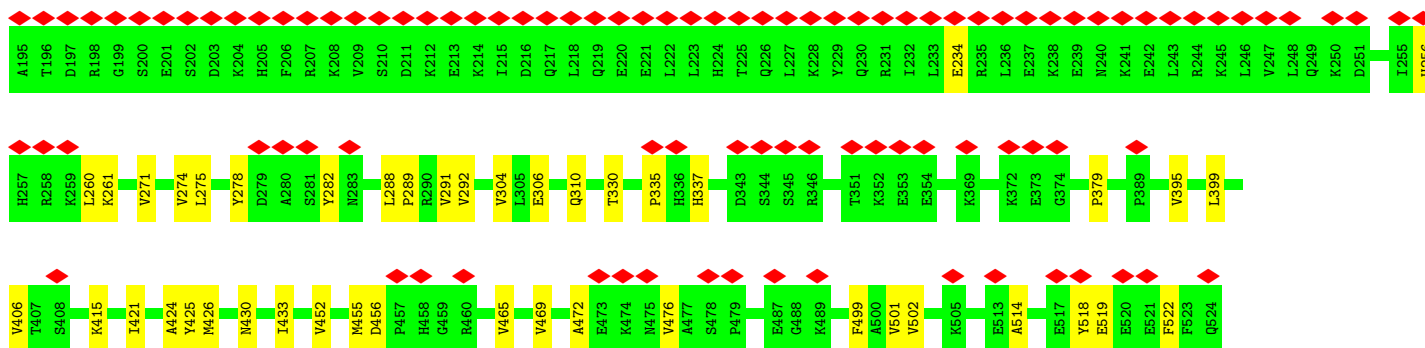 A195 T196 D197 R198 G199 S200 E201 S202 D203 K204 H205 F206 R207 K208 V209 S210 D211 K212 E213 K214 I215 D216 Q217 L218 Q219 E220 E221 L222 L223 H224 T225 Q226 L227 K228 Y229 Q230 R231 I232 L233 E234 R235 L236 E237 K238 E239 N240 K241 E242 L243 R244 K245 L246 V247 L248 Q249 K250 D251 I255
H257 R258 K259 L260 K261 V271 V274 L275 Y278 D279 A280 S281 Y282 N283 L288 P289 R290 V291 V292 V304 L305 E306 Q310 T330 P335 H336 H337 D343 S344 S345 R346 T351 K352 E353 E354 K369 K372 E373 G374 P379 P389 V395 L399
V406 T407 S408 K415 I421 A424 Y425 M426 N430 I433 V452 M455 D456 P457 H458 G459 R460 V465 V469 A472 E473 K474 N475 V476 A477 S478 P479 E487 G488 K489 F499 A500 V501 V502 K505 E513 A514 E517 Y518 E519 E520 E521 F522 F523 Q524